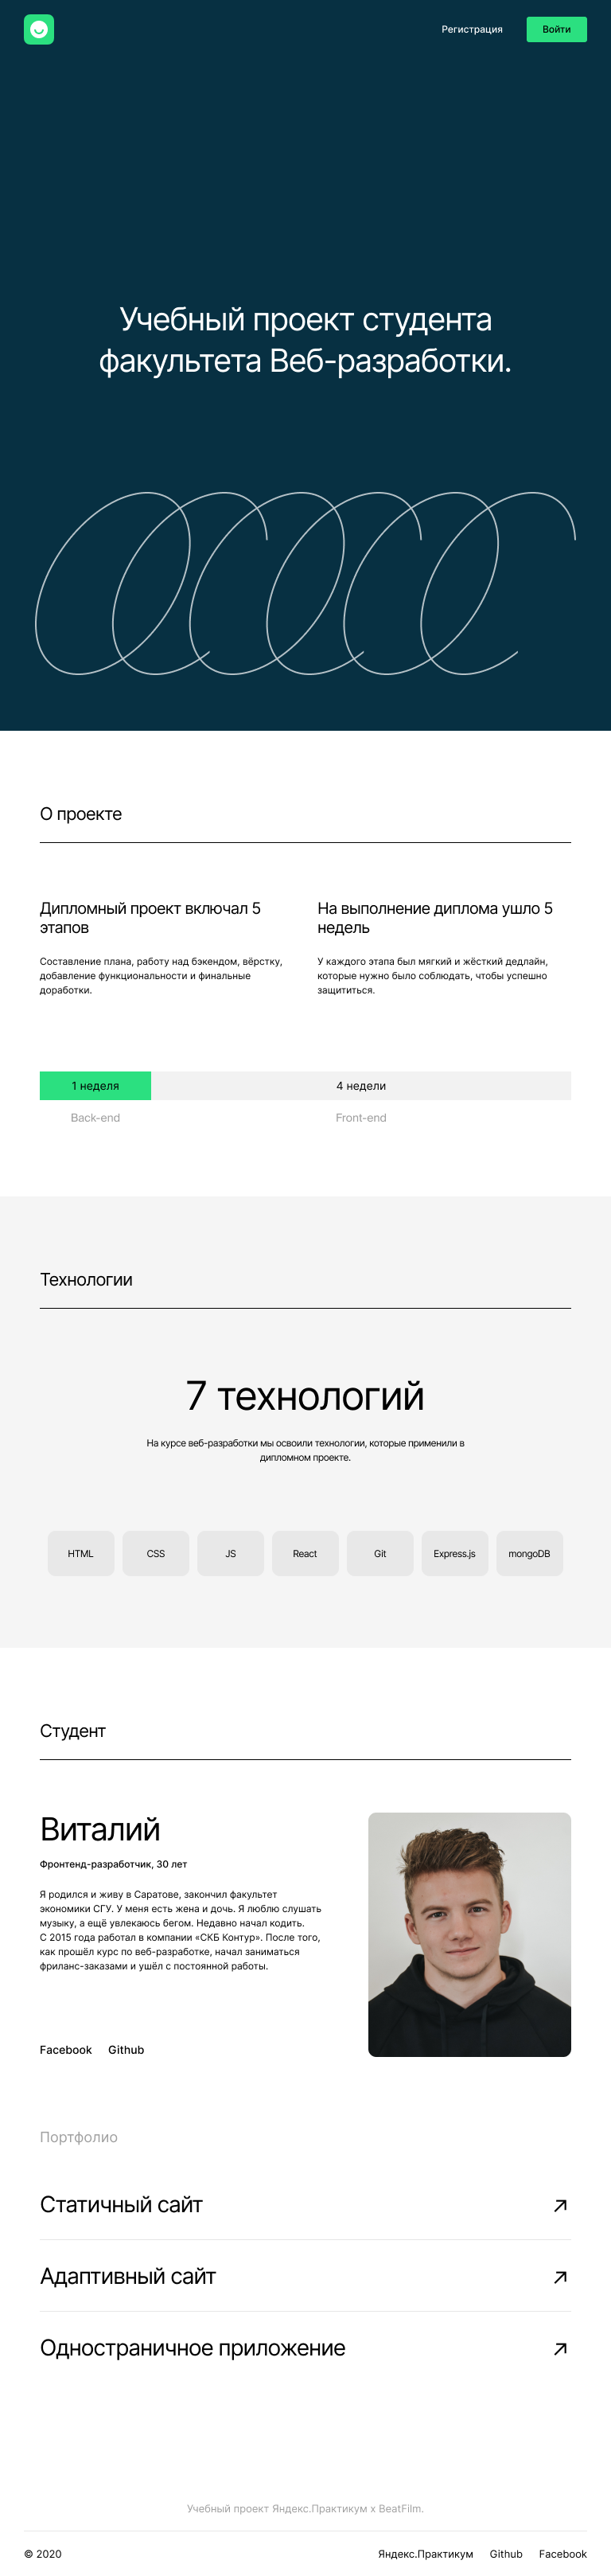 Регистрация
Войти
Учебный проект студента
факультета Веб-разработки.
О проекте
Дипломный проект включал 5
этапов
Составление плана, работу над бэкендом, вёрстку,
добавление функциональности и финальные
доработки.
На выполнение диплома ушло 5
недель
У каждого этапа был мягкий и жёсткий дедлайн,
которые нужно было соблюдать, чтобы успешно
защититься.
1 неделя
4 недели
Back-end
Front-end
Технологии
7 технологий
На курсе веб-разработки мы освоили технологии, которые применили в
дипломном проекте.
HTML
CSS
JS
React
Git
Express.js
mongoDB
Студент
Виталий
Фронтенд-разработчик, 30 лет
Я родился и живу в Саратове, закончил факультет
экономики СГУ. У меня есть жена и дочь. Я люблю слушать
музыку, а ещё увлекаюсь бегом. Недавно начал кодить.
С 2015 года работал в компании «СКБ Контур». После того,
как прошёл курс по веб-разработке, начал заниматься
фриланс-заказами и ушёл с постоянной работы.
Facebook
Github
Портфолио
Статичный сайт
Адаптивный сайт
Одностраничное приложение
Учебный проект Яндекс.Практикум х BeatFilm.
© 2020
Яндекс.Практикум
Github
Facebook